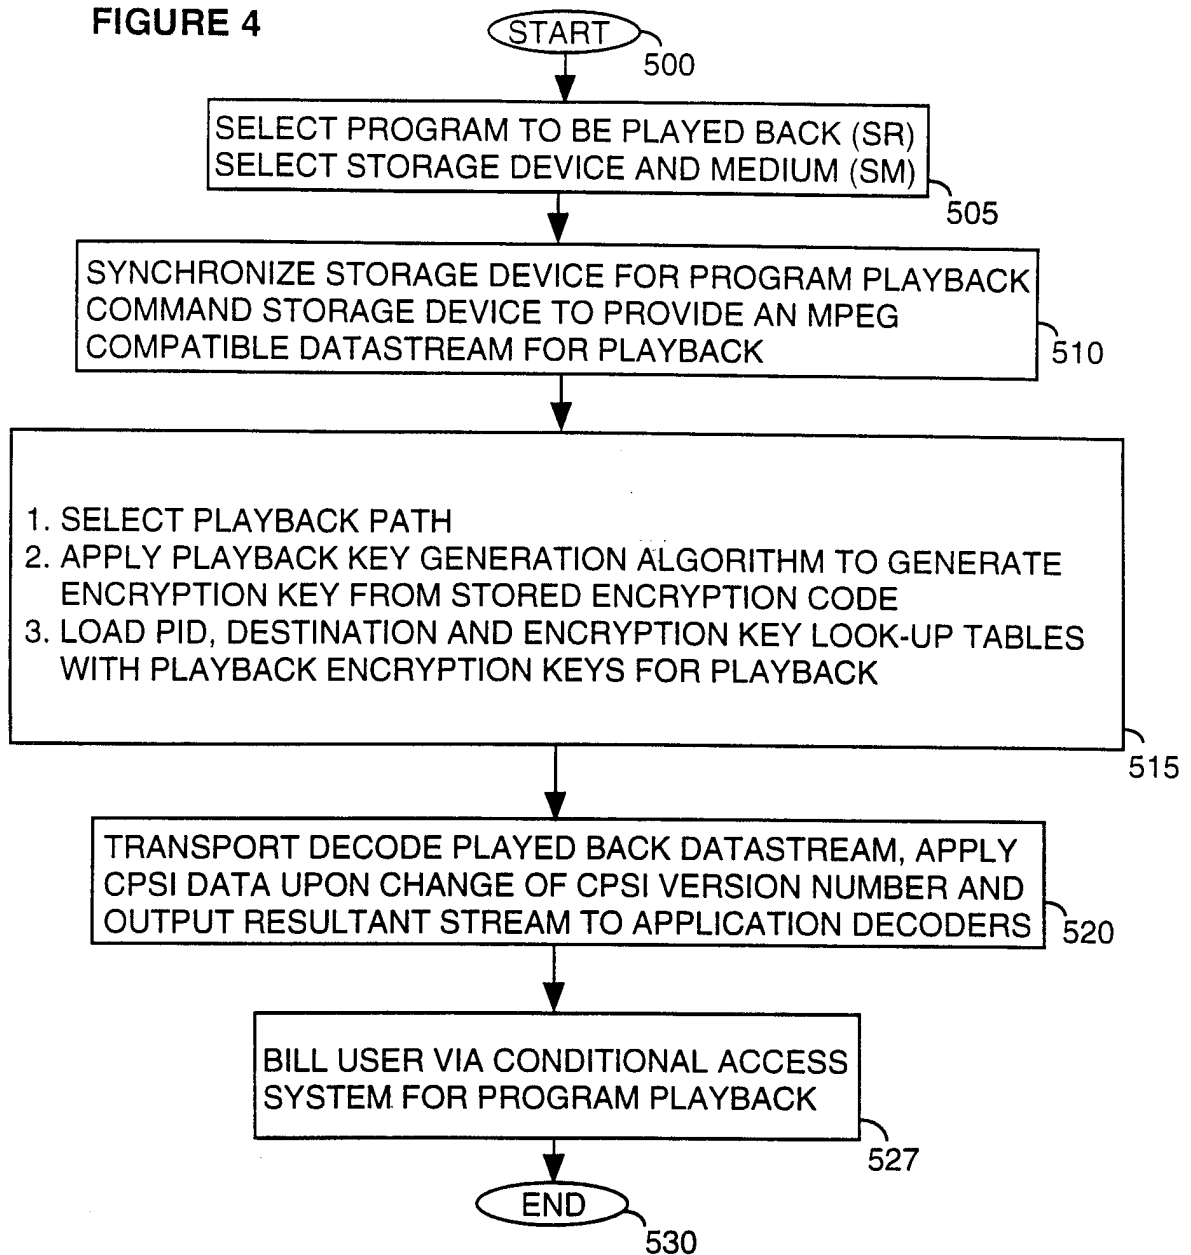 FIGURE 4
START
500
SELECT PROGRAM TO BE PLAYED BACK (SR)
SELECT STORAGE DEVICE AND MEDIUM (SM)
505
SYNCHRONIZE STORAGE DEVICE FOR PROGRAM PLAYBACK
COMMAND STORAGE DEVICE TO PROVIDE AN MPEG
COMPATIBLE DATASTREAM FOR PLAYBACK
510
1. SELECT PLAYBACK PATH
2. APPLY PLAYBACK KEY GENERATION ALGORITHM TO GENERATE
ENCRYPTION KEY FROM STORED ENCRYPTION CODE
3. LOAD PID, DESTINATION AND ENCRYPTION KEY LOOK-UP TABLES
WITH PLAYBACK ENCRYPTION KEYS FOR PLAYBACK
515
TRANSPORT DECODE PLAYED BACK DATASTREAM, APPLY
CPSI DATA UPON CHANGE OF CPSI VERSION NUMBER AND
OUTPUT RESULTANT STREAM TO APPLICATION DECODERS
520
BILL USER VIA CONDITIONAL ACCESS
SYSTEM FOR PROGRAM PLAYBACK
527
END
530